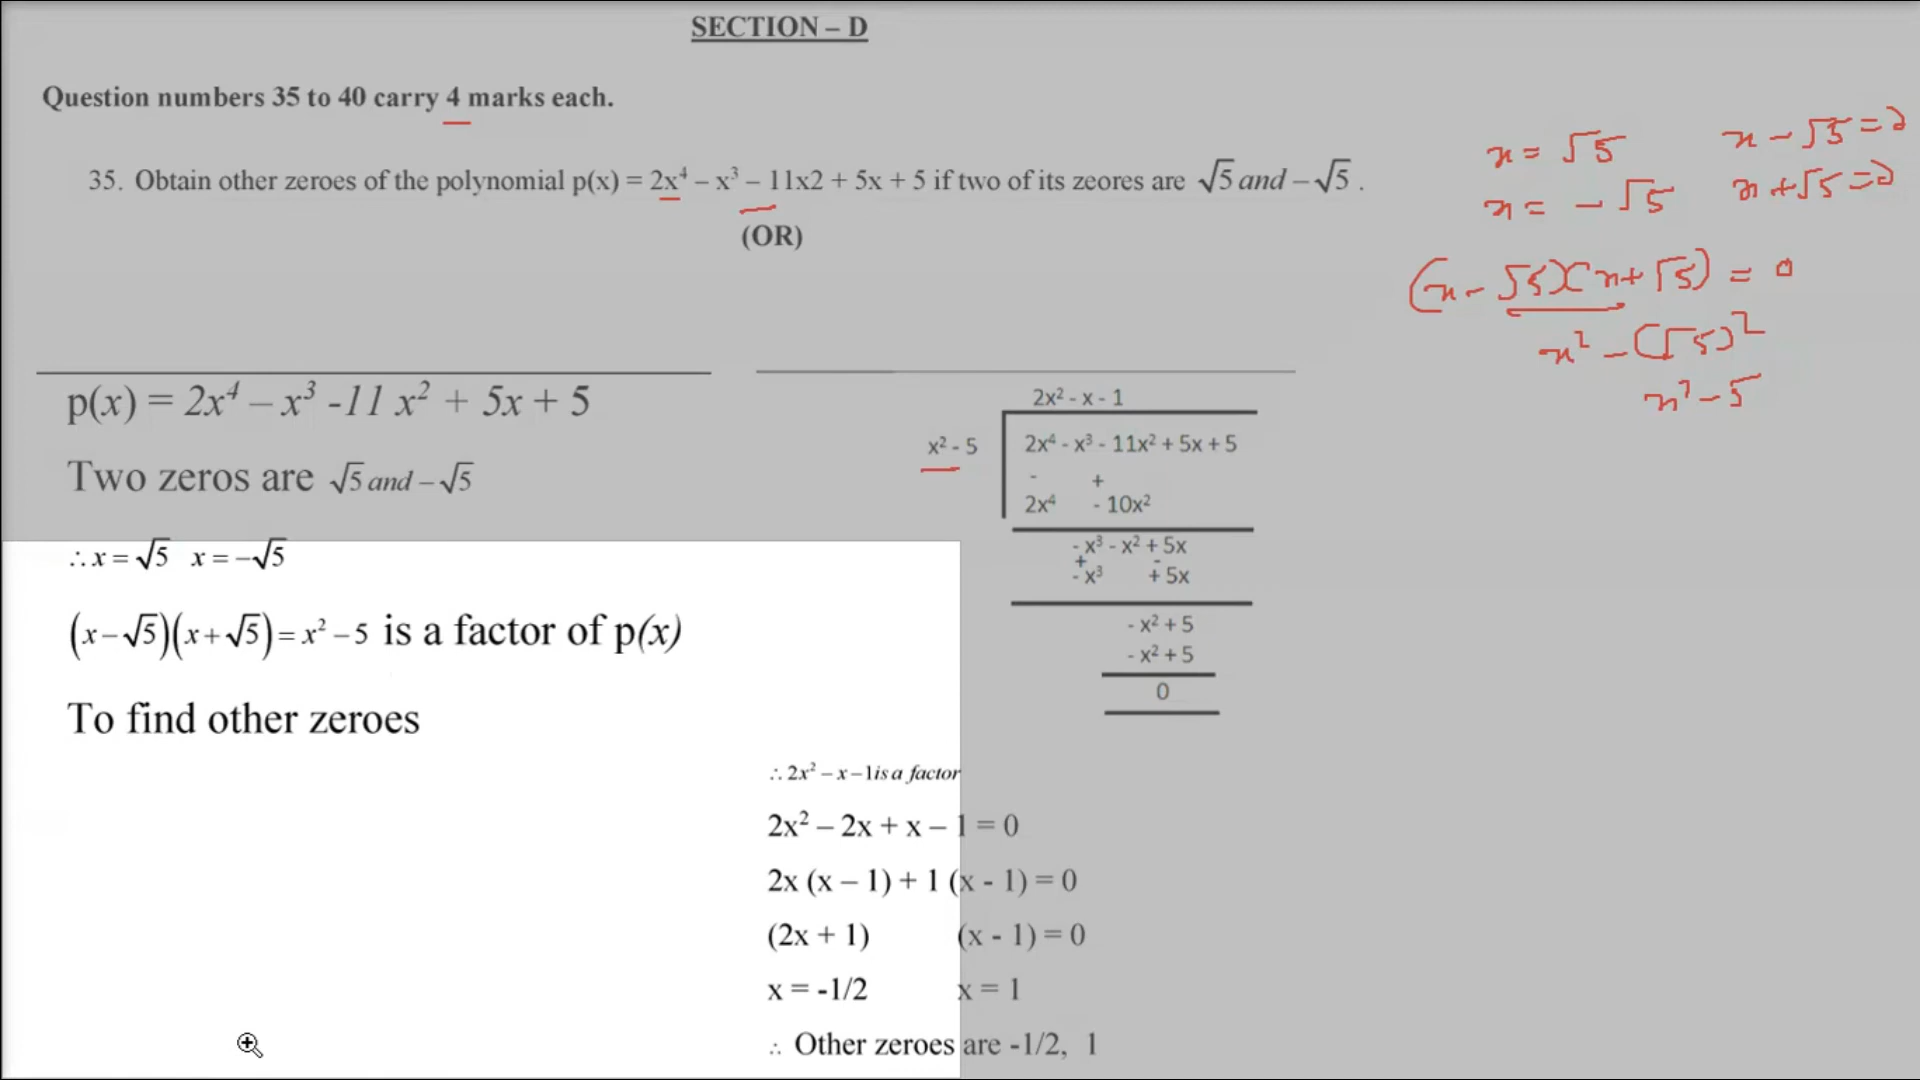 SECTION – D
Question numbers 35 to 40 carry 4 marks each.
35. Obtain other zeroes of the polynomial p(x) = 2x⁴ – x³ – 11x2 + 5x + 5 if two of its zeores are √5 and – √5 .
(OR)
x = √5
x – √5 = 0
x = – √5
x + √5 = 0
(x – √5)(x + √5) = 0
x² – (√5)²
x² – 5
p(x) = 2x⁴ – x³ -11 x² + 5x + 5
Two zeros are √5 and – √5
∴ x = √5 x = –√5
(x – √5)(x + √5) = x² – 5 is a factor of p(x)
To find other zeroes
2x² - x - 1
x² - 5
2x⁴ - x³ - 11x² + 5x + 5
- +
2x⁴ - 10x²
- x³ - x² + 5x
+ -
- x³ + 5x
- x² + 5
- x² + 5
0
∴ 2x² – x – 1 is a factor
2x² – 2x + x – 1 = 0
2x (x – 1) + 1 (x - 1) = 0
(2x + 1) (x - 1) = 0
x = -1/2 x = 1
∴ Other zeroes are -1/2, 1